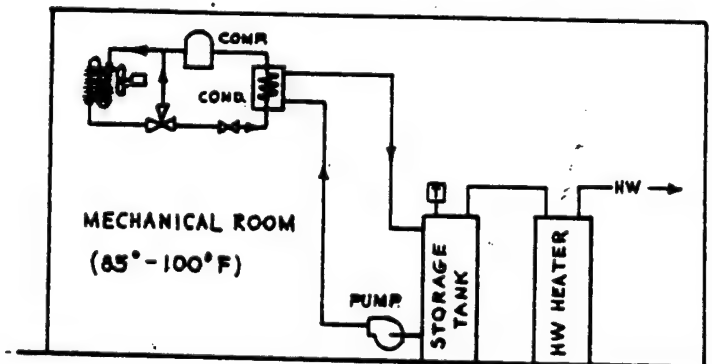 COMP.
COND.
T
HW
MECHANICAL ROOM
(85°-100°F)
PUMP
STORAGE
TANK
HW HEATER